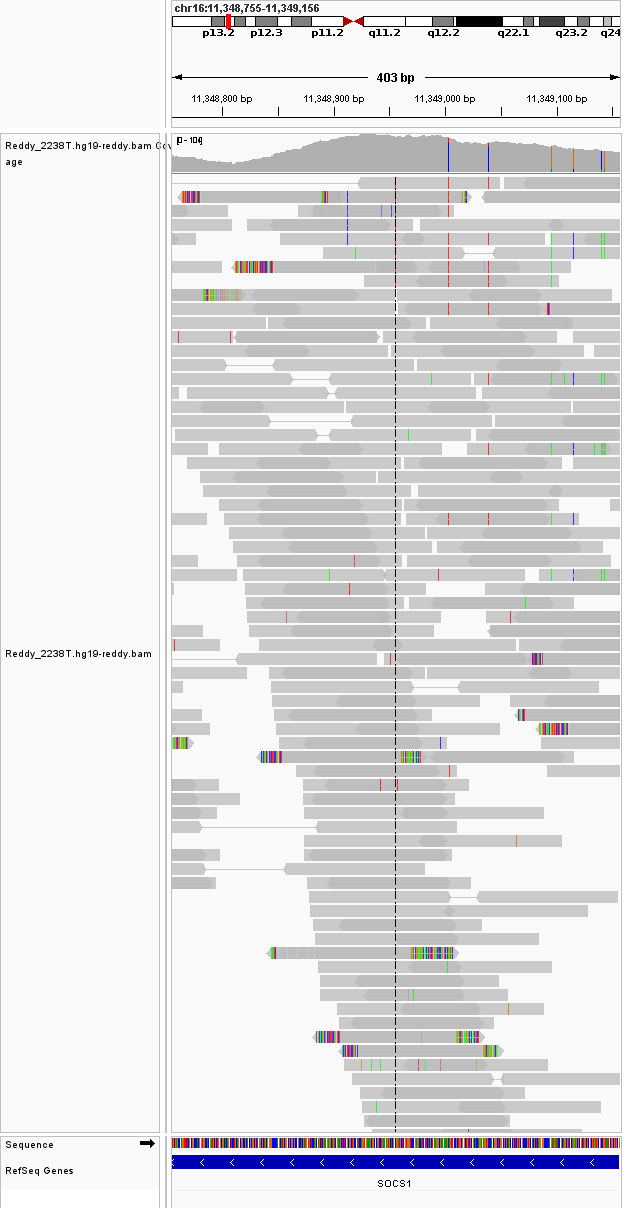 chr16:11,348,755-11,349,156
p13.2 p12.3 p11.2 q11.2 q12.2 q22.1 q23.2 q24
403 bp
11,348,800 bp 11,348,900 bp 11,349,000 bp 11,349,100 bp
Reddy_2238T.hg19-reddy.bam Cov
age
[0 - 104]
Reddy_2238T.hg19-reddy.bam
Sequence
RefSeq Genes
SOCS1